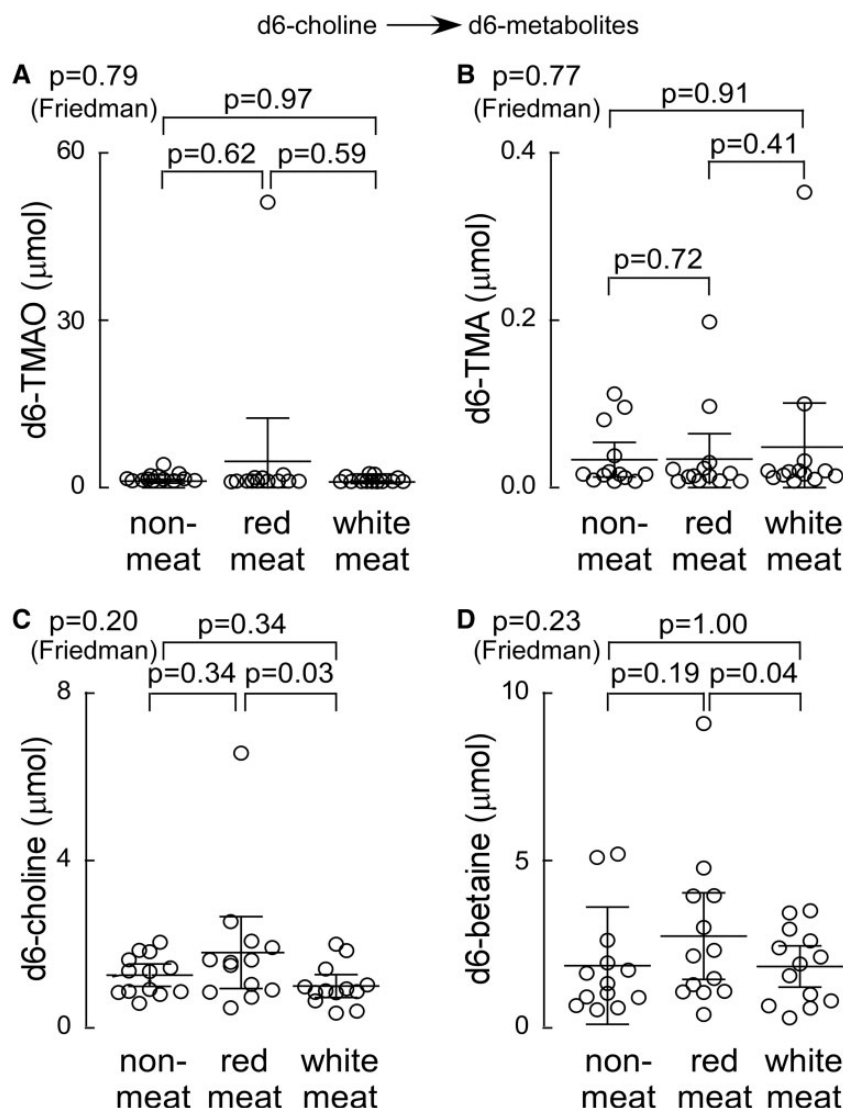 d6-choline d6-metabolites
A p=0.79
(Friedman)
p=0.97
p=0.62 p=0.59
d6-TMAO (μmol)
60
30
0
non-meat
red meat
white meat
B p=0.77
(Friedman)
p=0.91
p=0.41
p=0.72
d6-TMA (μmol)
0.4
0.2
0.0
non-meat
red meat
white meat
C p=0.20
(Friedman)
p=0.34
p=0.34 p=0.03
d6-choline (μmol)
8
4
0
non-meat
red meat
white meat
D p=0.23
(Friedman)
p=1.00
p=0.19 p=0.04
d6-betaine (μmol)
10
5
0
non-meat
red meat
white meat